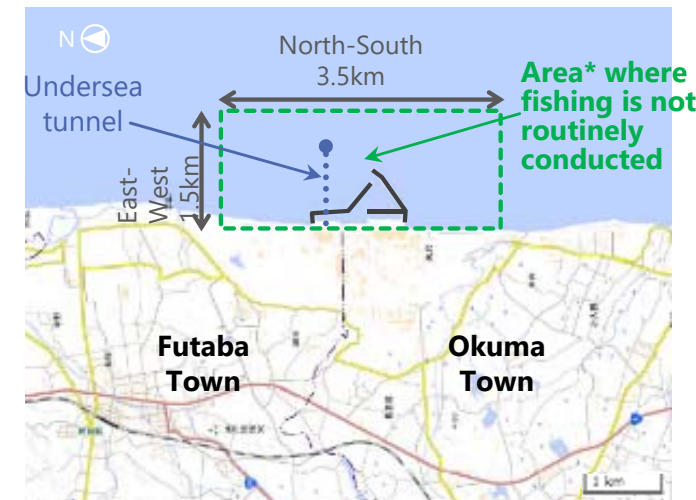 N
North-South
3.5km
Undersea
tunnel
Area* where
fishing is not
routinely
conducted
East-
West
1.5km
Futaba
Town
Okuma
Town
1 km